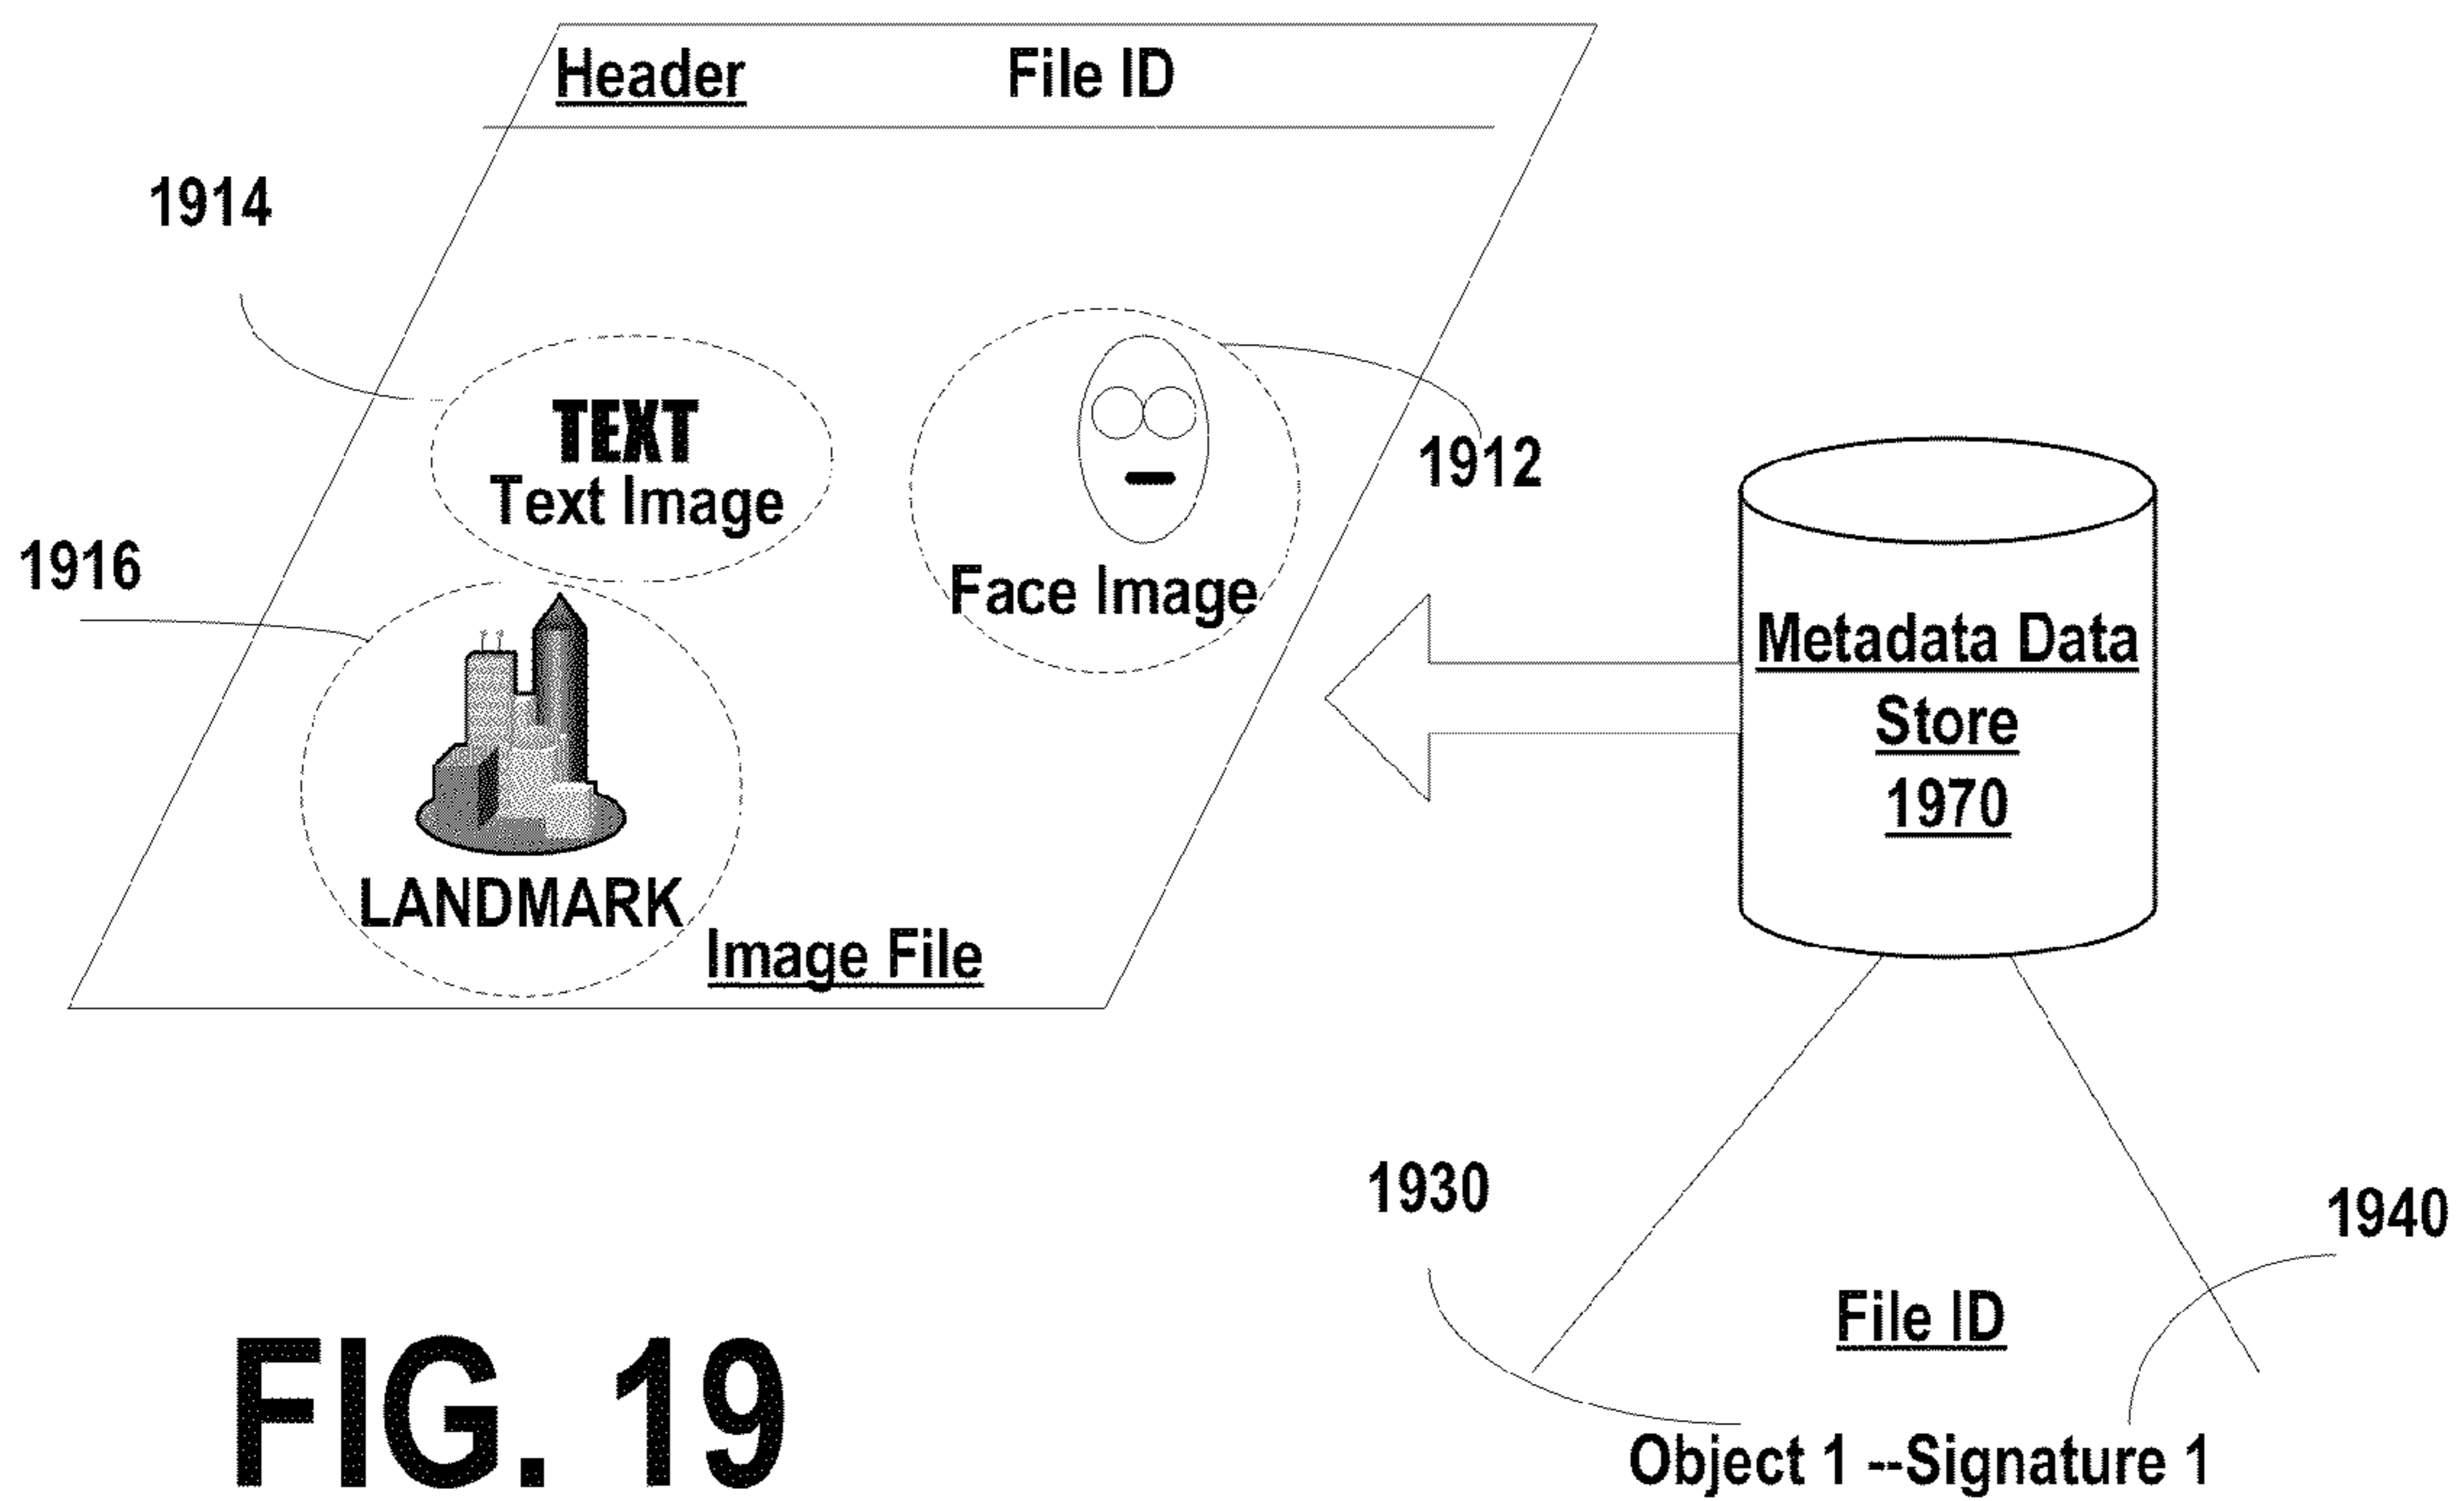 Header File ID
1914
TEXT
Text Image
1912
1916
Face Image
LANDMARK
Image File
Metadata Data
Store
1970
1930
1940
File ID
Object 1 --Signature 1
FIG. 19